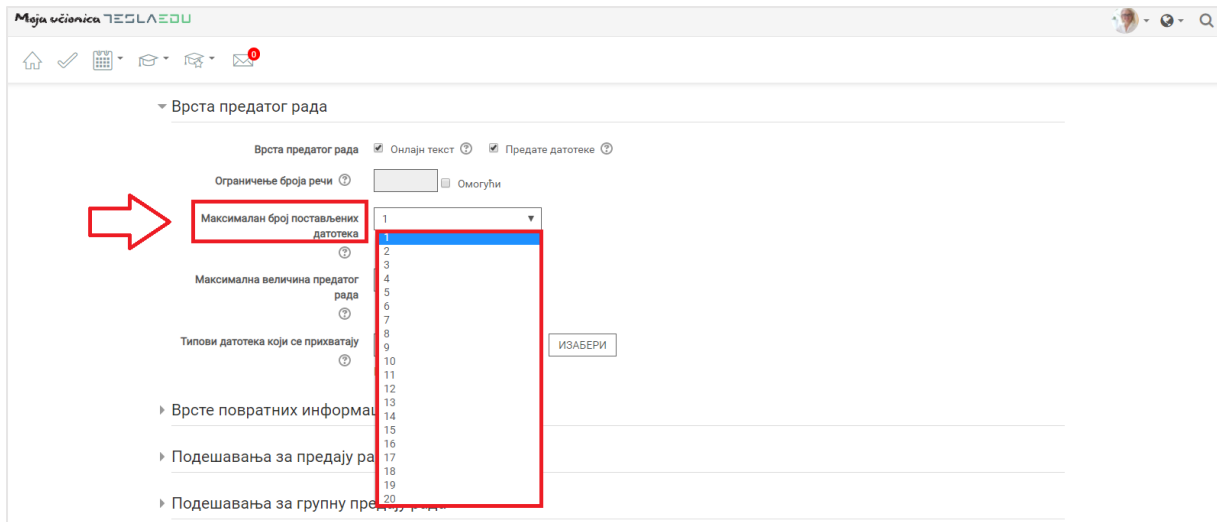 Moja učionica TESLAEDU
0
Врста предатог рада
Врста предатог рада Онлајн текст Предате датотеке
Ограничење броја речи Омогући
Максималан број постављених
датотека
1
1
2
3
4
5
6
7
8
9
10
11
12
13
14
15
16
17
18
19
20
Максимална величина предатог
рада
Типови датотека који се прихватају
ИЗАБЕРИ
Врсте повратних
Подешавања за предају
Подешавања за групну